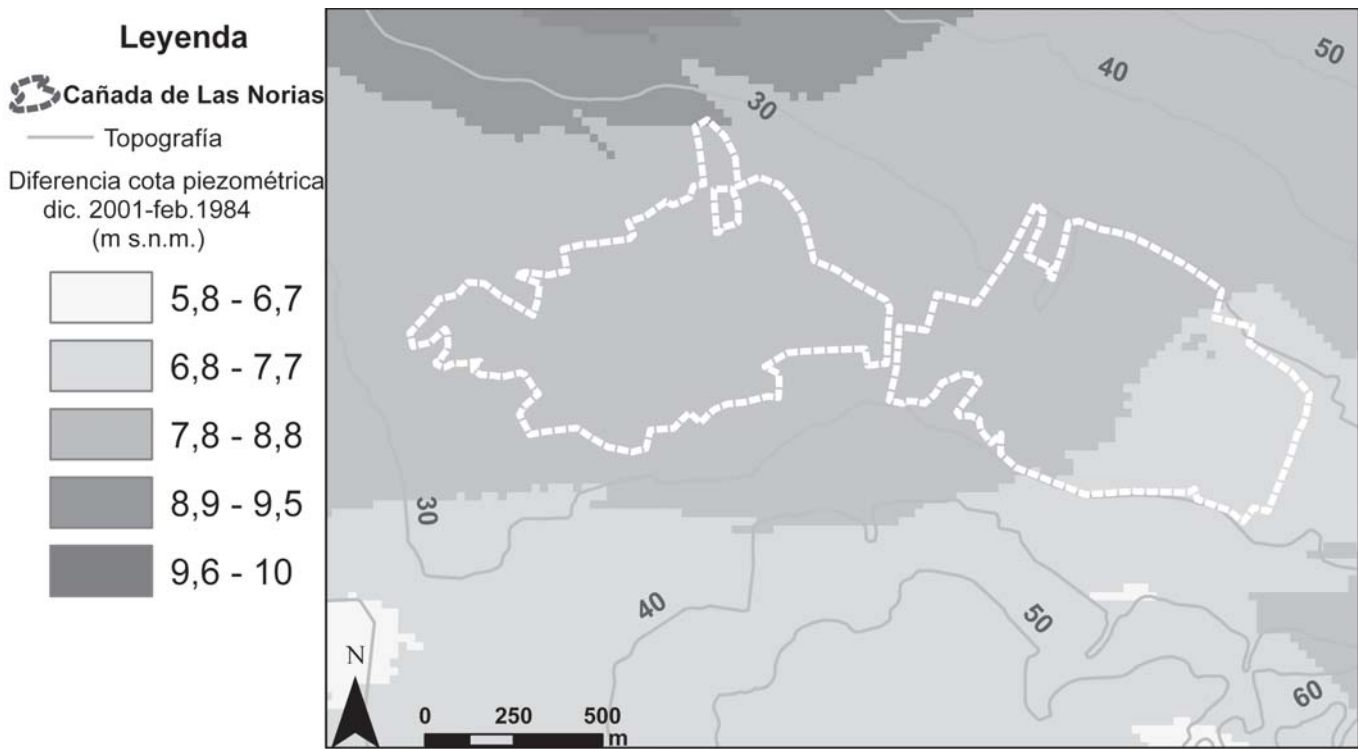 Leyenda
Cañada de Las Norias
Topografía
Diferencia cota piezométrica
dic. 2001-feb.1984
(m s.n.m.)
5,8 - 6,7
6,8 - 7,7
7,8 - 8,8
8,9 - 9,5
9,6 - 10
50
40
30
30
40
50
60
N
0 250 500
m